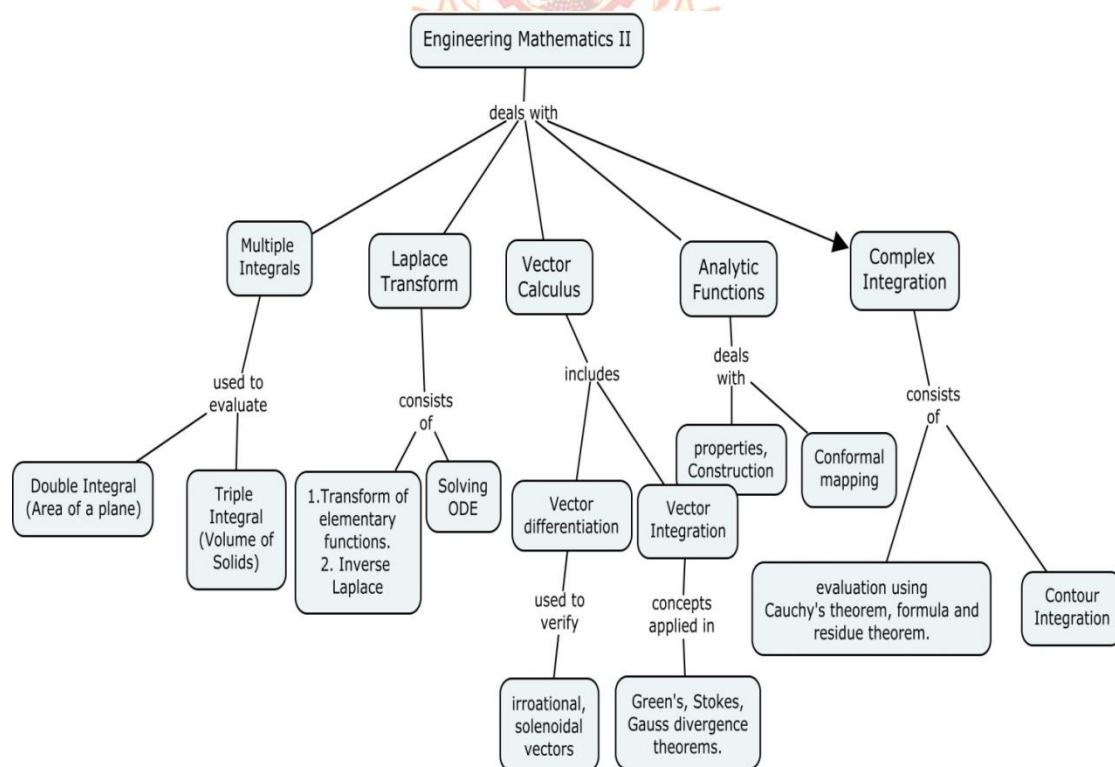 Engineering Mathematics II
deals with
Multiple
Integrals
Laplace
Transform
Vector
Calculus
Analytic
Functions
Complex
Integration
used to
evaluate
consists
of
includes
deals
with
consists
of
Double Integral
(Area of a plane)
Triple
Integral
(Volume of
Solids)
1.Transform of
elementary
functions.
2. Inverse
Laplace
Solving
ODE
Vector
differentiation
Vector
Integration
properties,
Construction
Conformal
mapping
evaluation using
Cauchy's theorem, formula and
residue theorem.
Contour
Integration
used to
verify
concepts
applied in
irroational,
solenoidal
vectors
Green's, Stokes,
Gauss divergence
theorems.